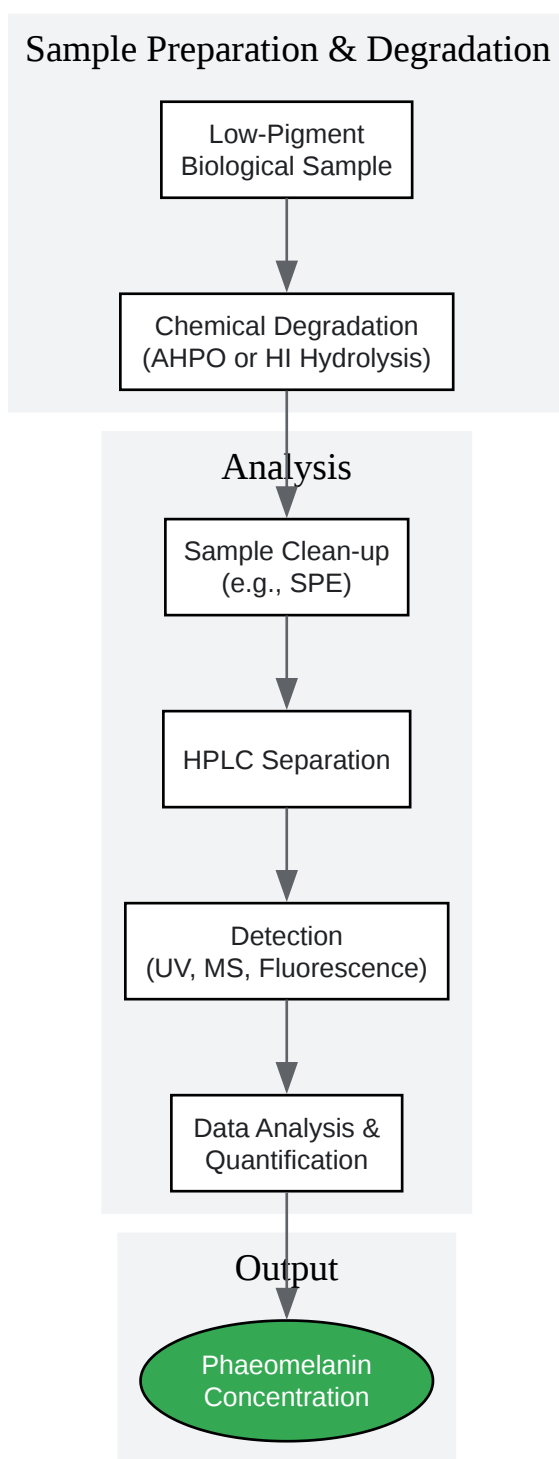 Sample Preparation & Degradation
Low-Pigment
Biological Sample
Chemical Degradation
(AHPO or HI Hydrolysis)
Analysis
Sample Clean-up
(e.g., SPE)
HPLC Separation
Detection
(UV, MS, Fluorescence)
Data Analysis &
Quantification
Output
Phaeomelanin
Concentration